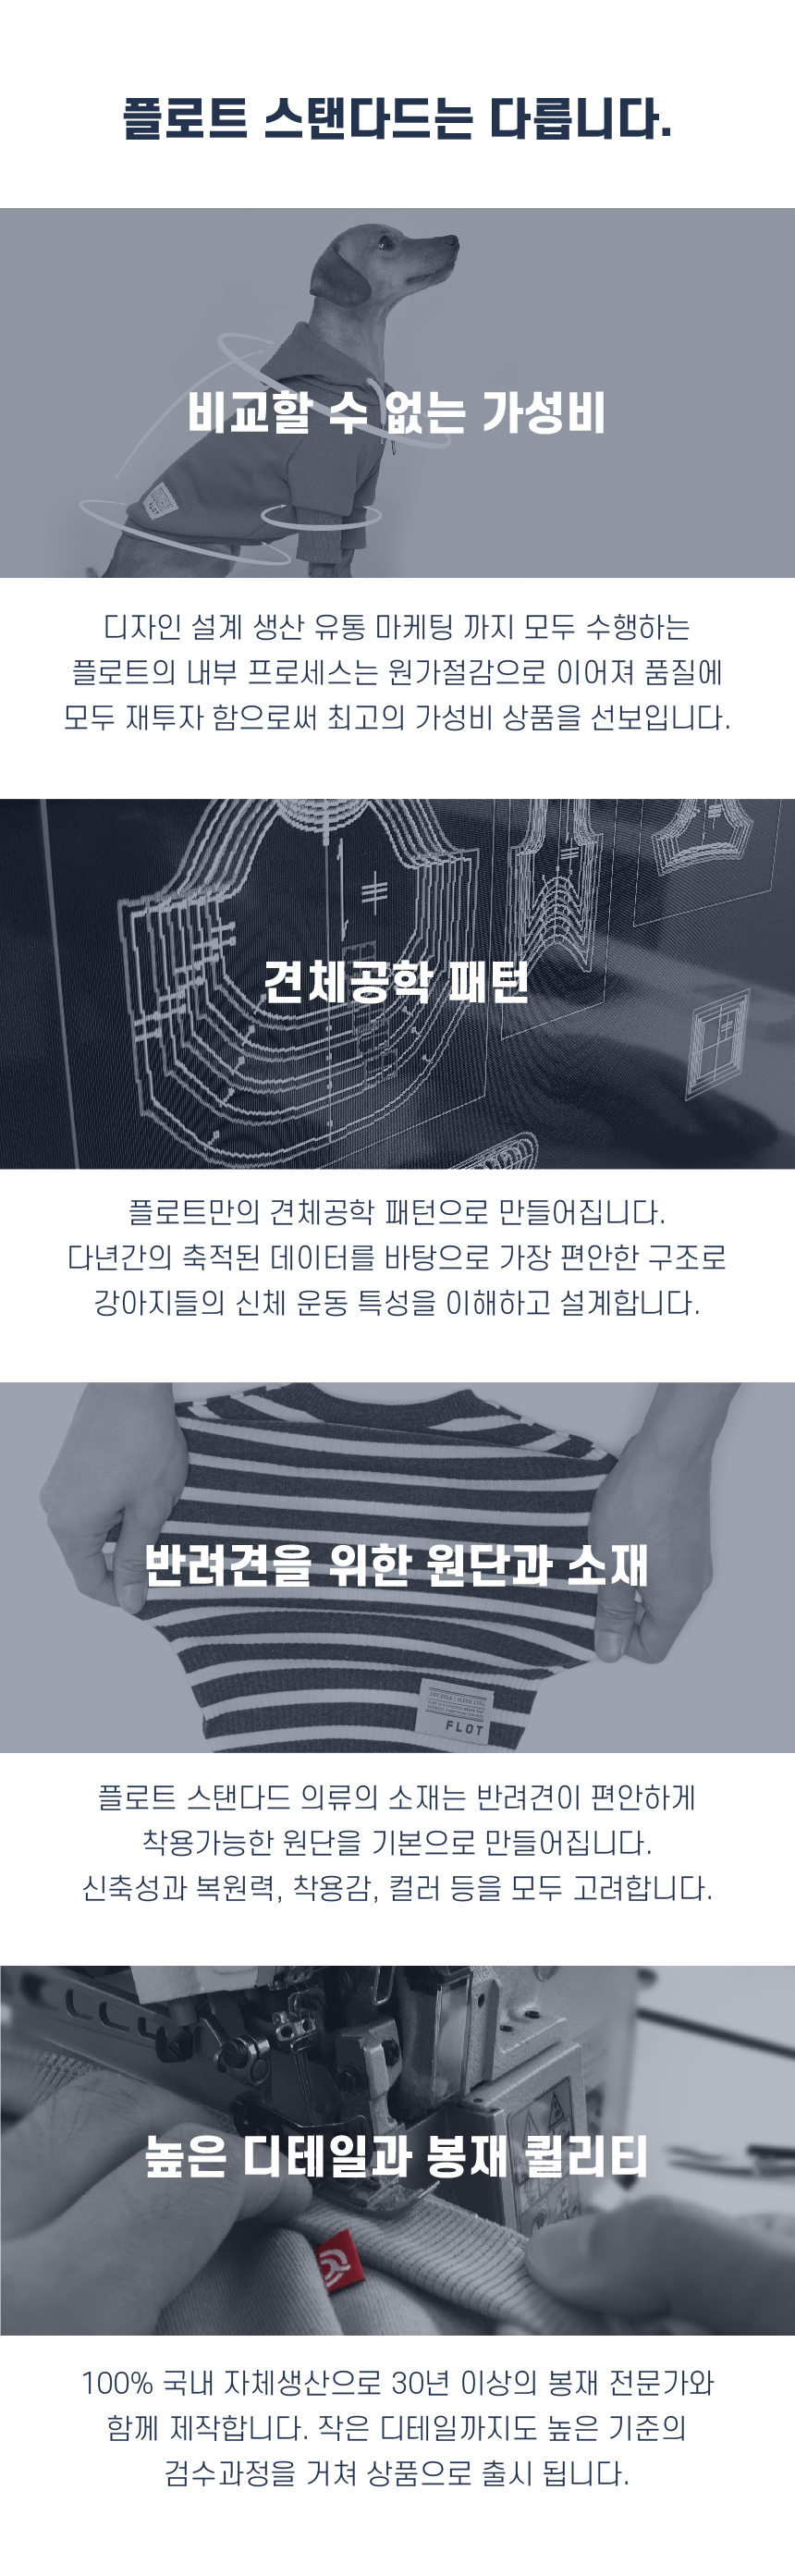 플로트 스탠다드는 다릅니다.
비교할 수 없는 가성비
디자인 설계 생산 유통 마케팅 까지 모두 수행하는
플로트의 내부 프로세스는 원가절감으로 이어져 품질에
모두 재투자 함으로써 최고의 가성비 상품을 선보입니다.
견체공학 패턴
플로트만의 견체공학 패턴으로 만들어집니다.
다년간의 축적된 데이터를 바탕으로 가장 편안한 구조로
강아지들의 신체 운동 특성을 이해하고 설계합니다.
반려견을 위한 원단과 소재
FLOT
플로트 스탠다드 의류의 소재는 반려견이 편안하게
착용가능한 원단을 기본으로 만들어집니다.
신축성과 복원력, 착용감, 컬러 등을 모두 고려합니다.
높은 디테일과 봉재 퀄리티
100% 국내 자체생산으로 30년 이상의 봉재 전문가와
함께 제작합니다. 작은 디테일까지도 높은 기준의
검수과정을 거쳐 상품으로 출시 됩니다.